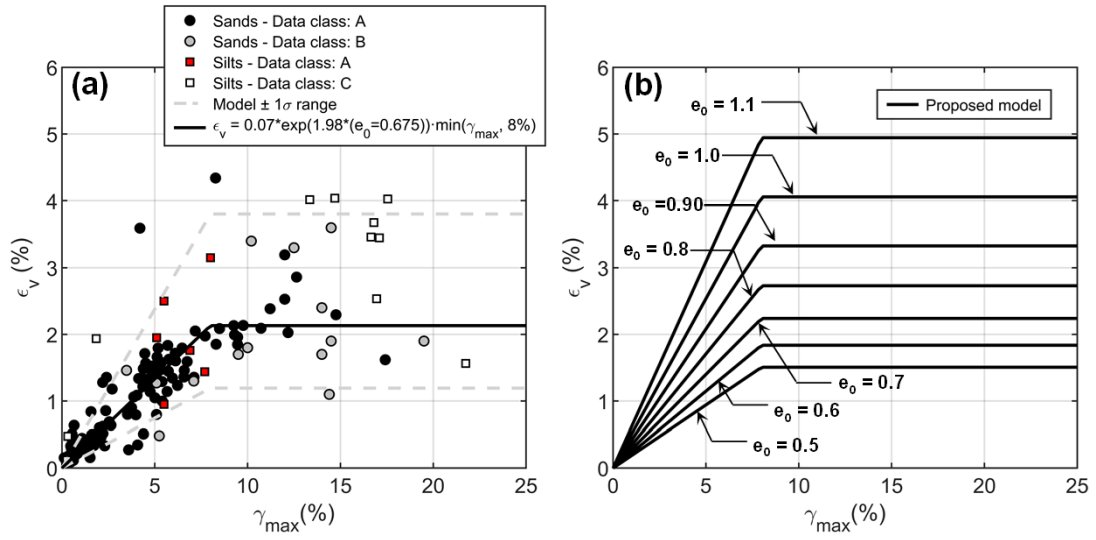 Sands - Data class: A
Sands - Data class: B
Silts - Data class: A
Silts - Data class: C
Model ± 1σ range
ϵv = 0.07*exp(1.98*(e0=0.675))·min(γmax, 8%)
(a)
6
5
4
3
2
1
0
ϵv (%)
0 5 10 15 20 25
γmax(%)
(b)
Proposed model
e0 = 1.1
e0 = 1.0
e0 =0.90
e0 = 0.8
e0 = 0.7
e0 = 0.6
e0 = 0.5
6
5
4
3
2
1
0
ϵv (%)
0 5 10 15 20 25
γmax(%)